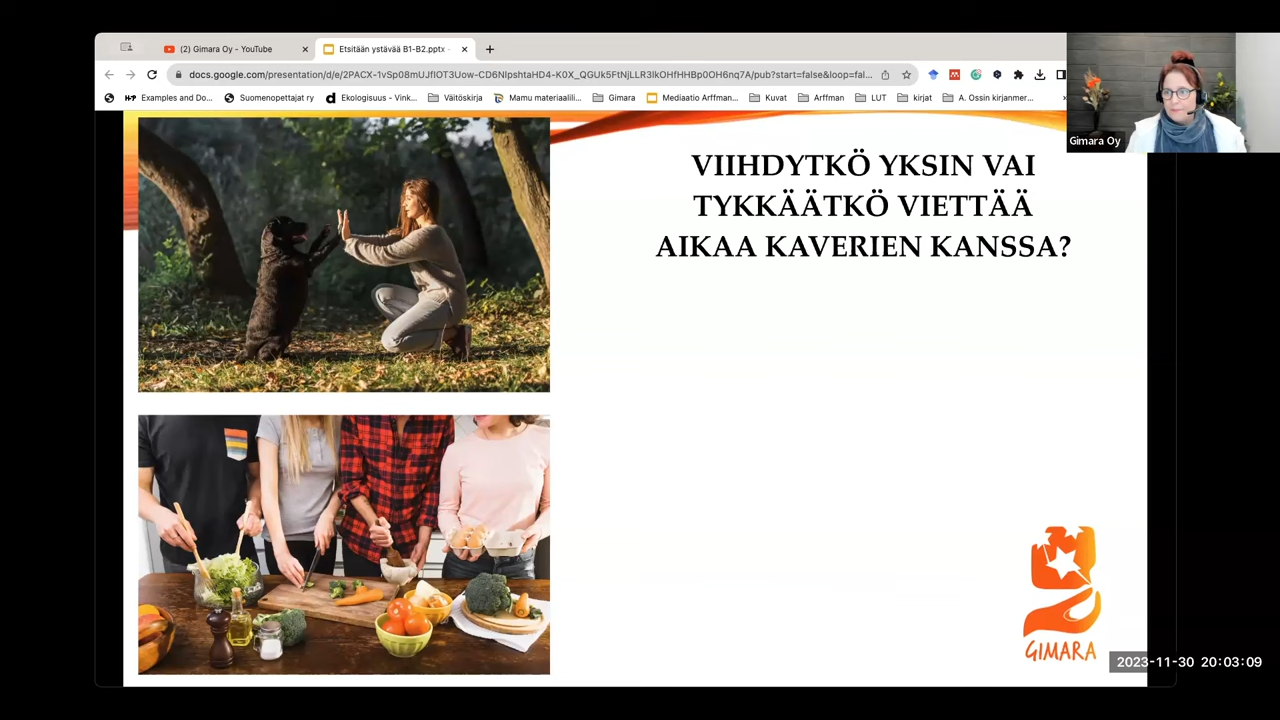 (2) Gimara Oy - YouTube
Etsitään ystävää B1-B2.pptx -
docs.google.com/presentation/d/e/2PACX-1vSp08mUJfIOT3Uow-CD6NIpshtaHD4-K0X_QGUk5FtNjLLR3lkOHfHHBp0OH6nq7A/pub?start=false&loop=fal...
Examples and Do...
Suomenopettajat ry
Ekologisuus - Vink...
Väitöskirja
Mamu materiaalili...
Gimara
Mediaatio Arffman...
Kuvat
Arffman
LUT
kirjat
A. Ossin kirjanmer...
Gimara Oy
VIIHDYTKÖ YKSIN VAI
TYKKÄÄTKÖ VIETTÄÄ
AIKAA KAVERIEN KANSSA?
GIMARA
2023-11-30 20:03:09